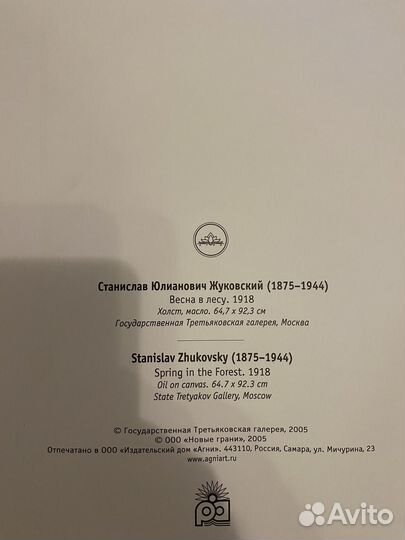 Станислав Юлианович Жуковский (1875–1944)
Весна в лесу. 1918
Холст, масло. 64,7 x 92,3 см
Государственная Третьяковская галерея, Москва
Stanislav Zhukovsky (1875–1944)
Spring in the Forest. 1918
Oil on canvas. 64.7 x 92.3 cm
State Tretyakov Gallery, Moscow
© Государственная Третьяковская галерея, 2005
© ООО «Новые грани», 2005
Отпечатано в ООО «Издательский дом «Агни». 443110, Россия, Самара, ул. Мичурина, 23
www.agniart.ru
Avito